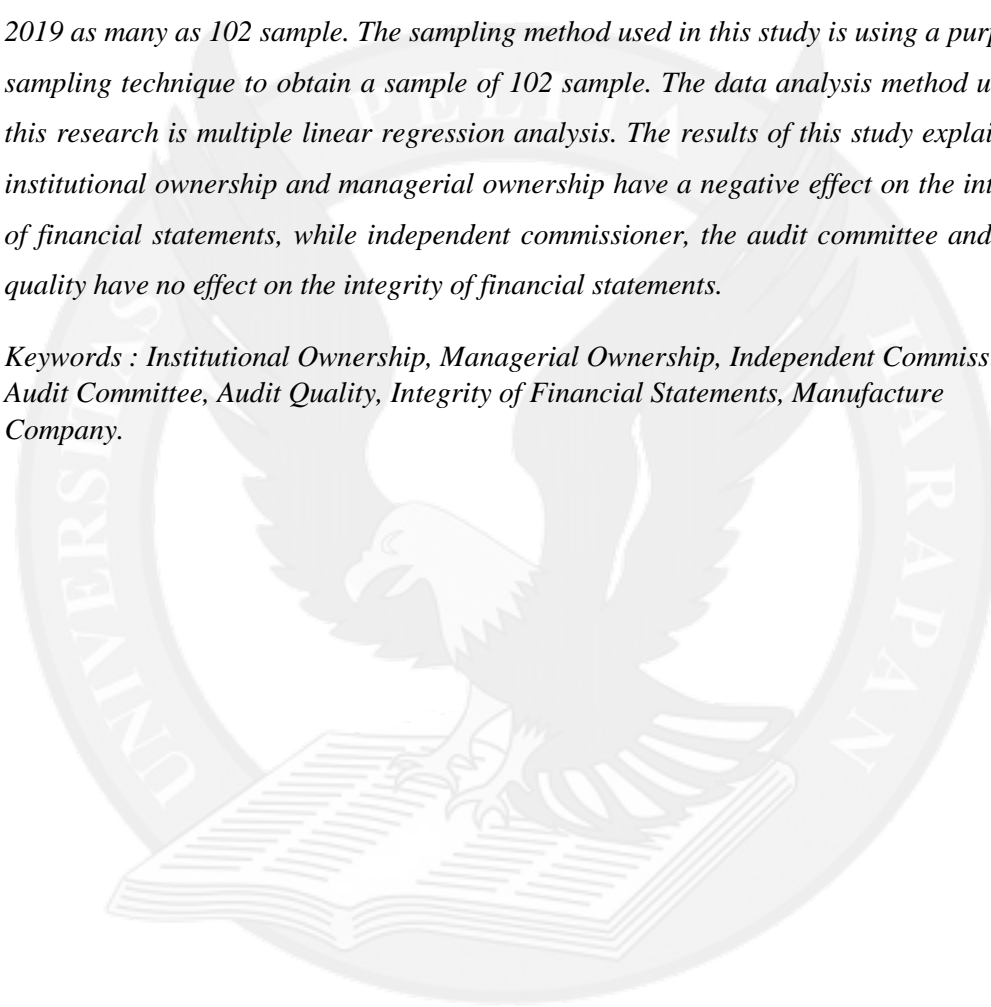 2019 as many as 102 sample. The sampling method used in this study is using a pur
sampling technique to obtain a sample of 102 sample. The data analysis method u
this research is multiple linear regression analysis. The results of this study explai
institutional ownership and managerial ownership have a negative effect on the int
of financial statements, while independent commissioner, the audit committee and
quality have no effect on the integrity of financial statements.
Keywords : Institutional Ownership, Managerial Ownership, Independent Commiss
Audit Committee, Audit Quality, Integrity of Financial Statements, Manufacture
Company.
UNIVERSITAS PELITA HARAPAN